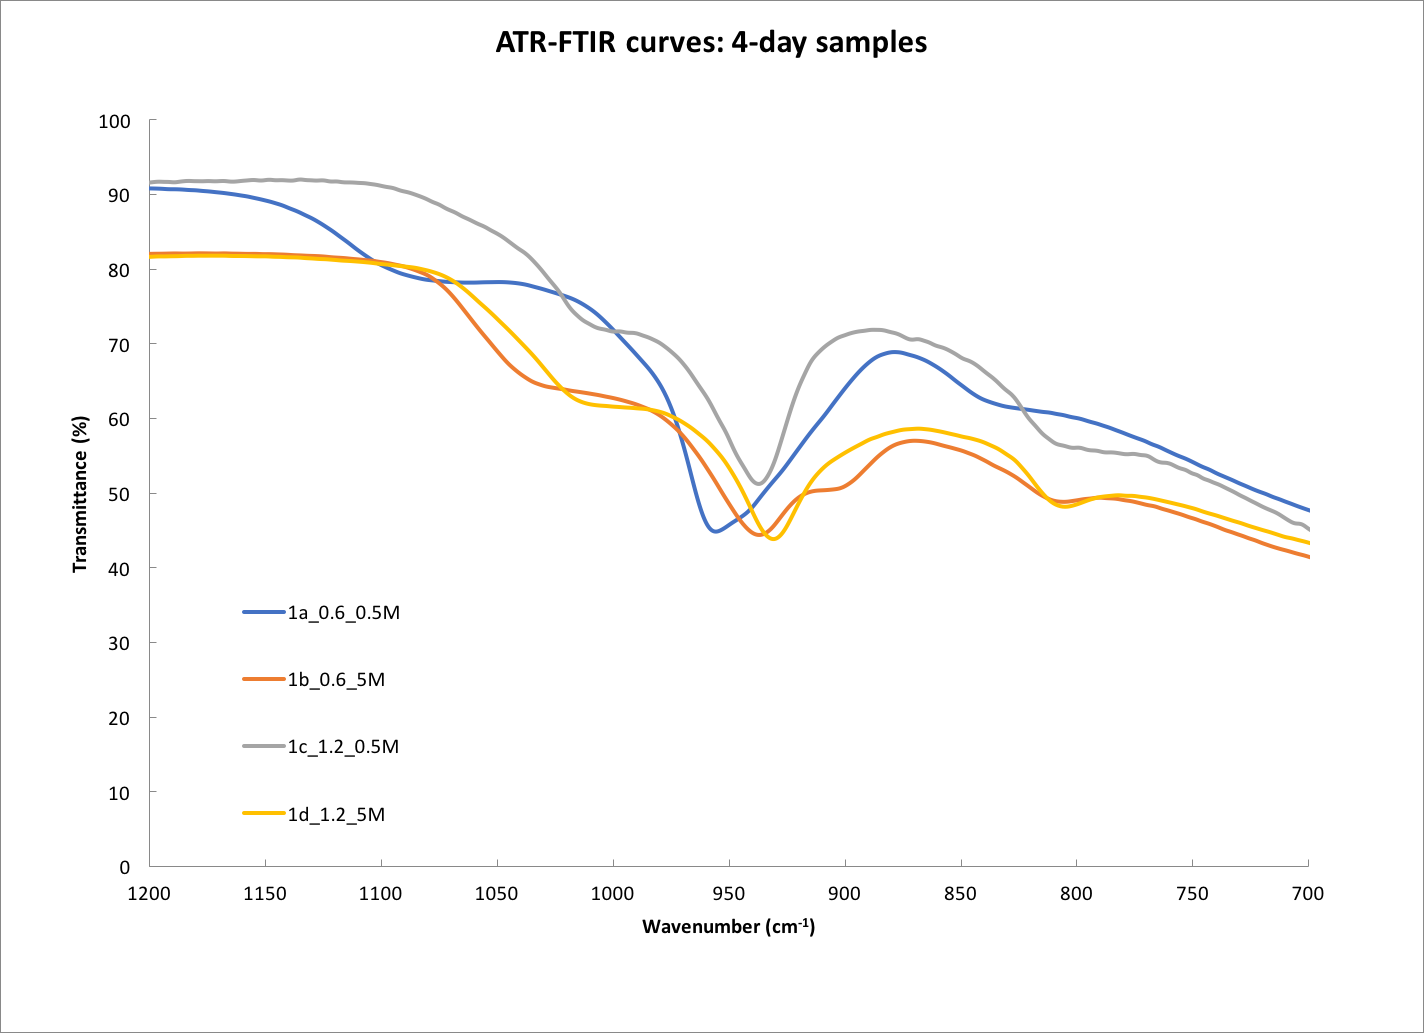 ATR-FTIR curves: 4-day samples
100
90
80
70
60
50
40
30
20
10
0
Transmittance (%)
1a_0.6_0.5M
1b_0.6_5M
1c_1.2_0.5M
1d_1.2_5M
1200 1150 1100 1050 1000 950 900 850 800 750 700
Wavenumber (cm-1)